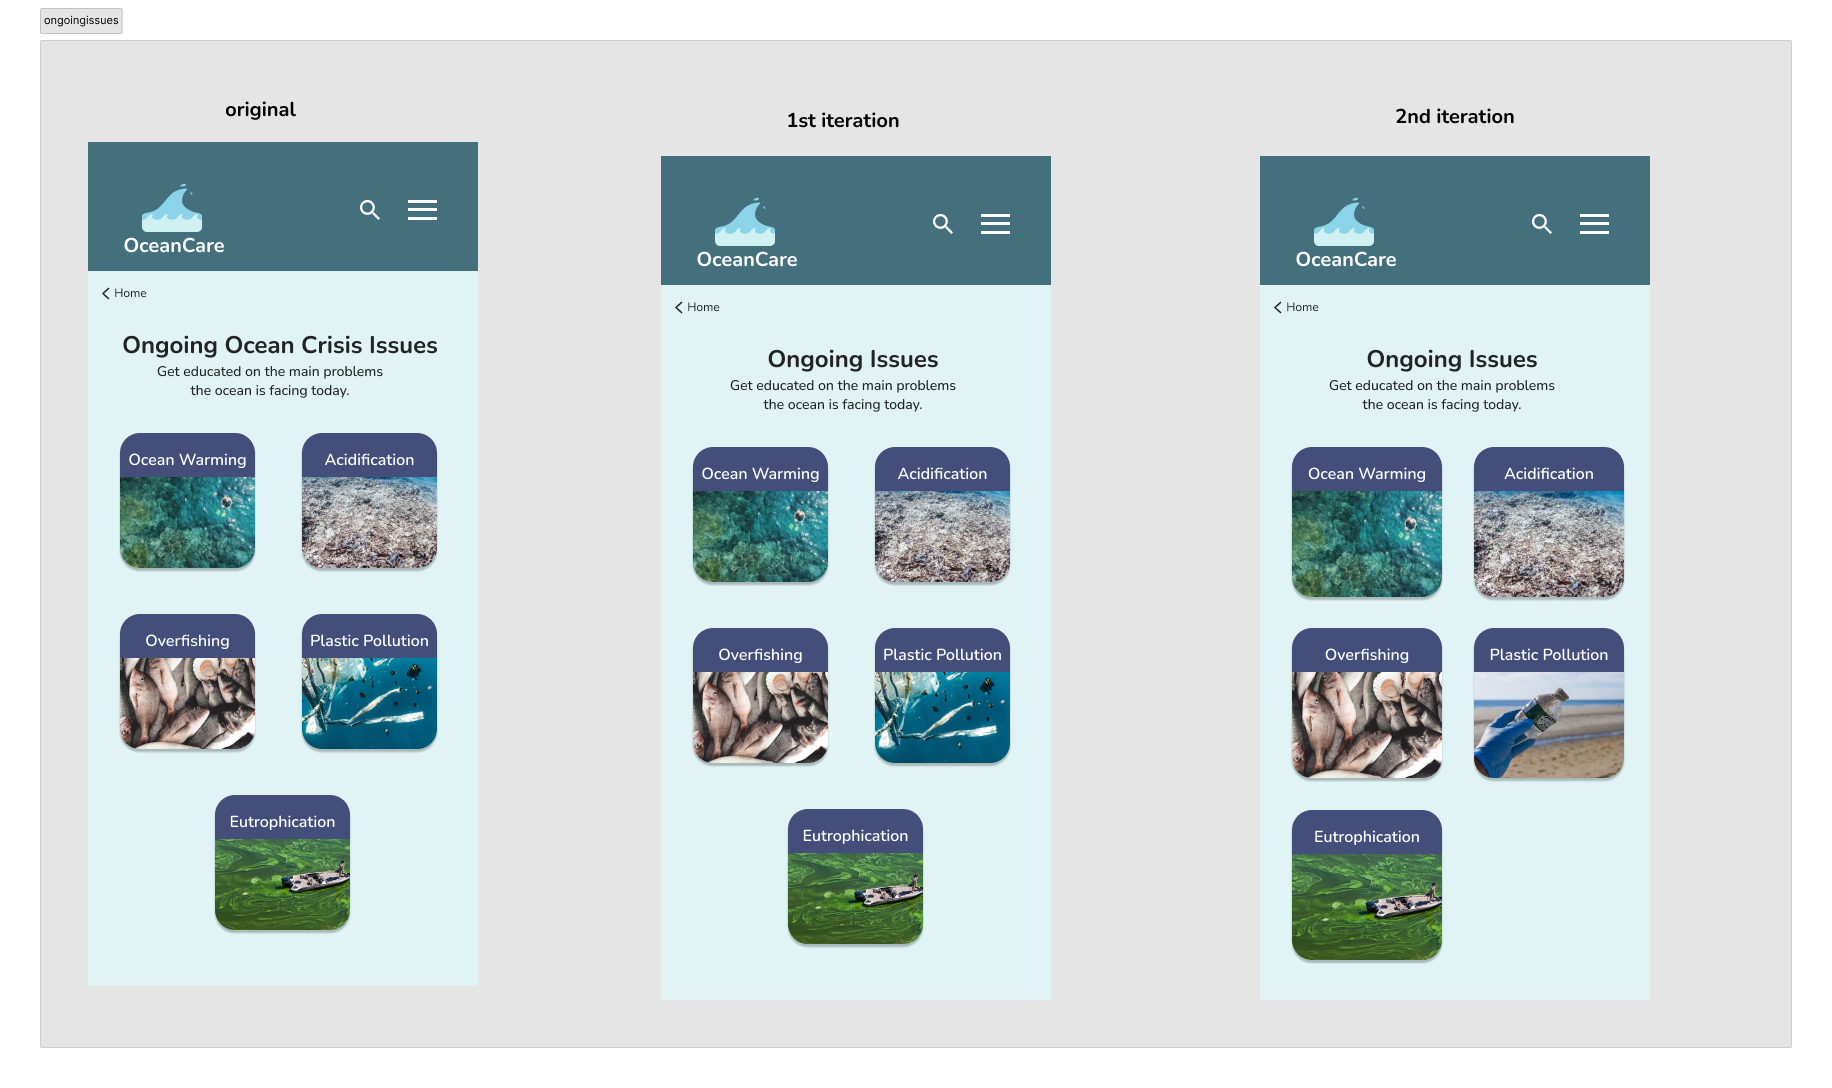 ongoingissues
original
OceanCare
Home
Ongoing Ocean Crisis Issues
Get educated on the main problems
the ocean is facing today.
Ocean Warming
Acidification
Overfishing
Plastic Pollution
Eutrophication
1st iteration
OceanCare
Home
Ongoing Issues
Get educated on the main problems
the ocean is facing today.
Ocean Warming
Acidification
Overfishing
Plastic Pollution
Eutrophication
2nd iteration
OceanCare
Home
Ongoing Issues
Get educated on the main problems
the ocean is facing today.
Ocean Warming
Acidification
Overfishing
Plastic Pollution
Eutrophication